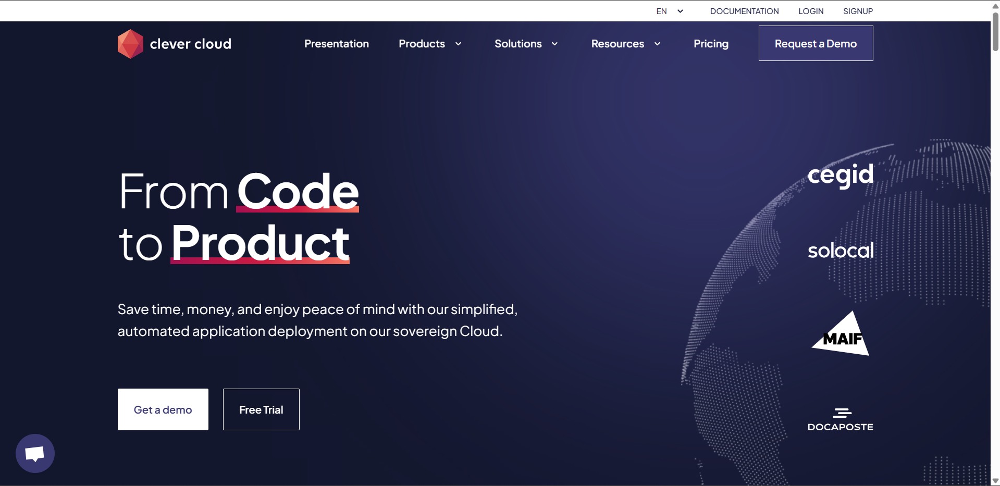 EN
DOCUMENTATION
LOGIN
SIGNUP
clever cloud
Presentation
Products
Solutions
Resources
Pricing
Request a Demo
From Code
to Product
Save time, money, and enjoy peace of mind with our simplified,
automated application deployment on our sovereign Cloud.
Get a demo
Free Trial
cegid
solocal
MAIF
DOCAPOSTE